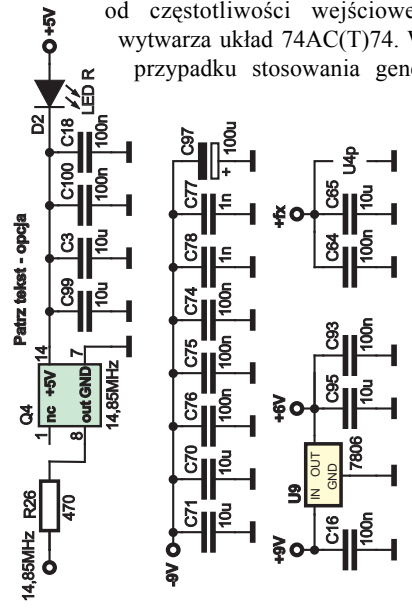 od częstotliwości wejściowe
wytwarza układ 74AC(T)74. W
przypadku stosowania gene
Patrz tekst - opcja
+5V
D2
LED R
C18
100n
C100
100n
C3
10u
C99
10u
14
7
Q4
1 nc +5V
8 out GND
14,85MHz
R26
470
14,85MHz
C97
+ 100u
C77
1n
C78
1n
C74
100n
C75
100n
C76
100n
C70
10u
C71
10u
-9V
+fx
U4p
C65
10u
C64
100n
+6V
C93
100n
C95
10u
U9
IN OUT
GND
7806
+9V
C16
100n